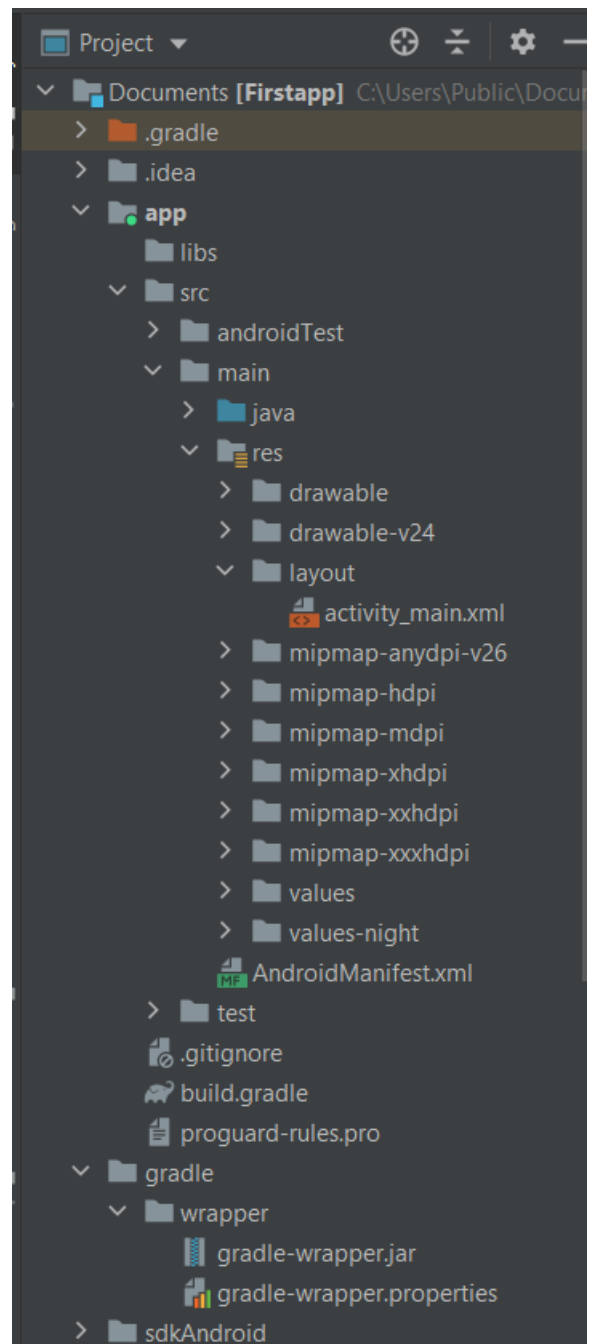 Project
Documents [Firstapp] C:\Users\Public\Docu
.gradle
.idea
app
libs
src
androidTest
main
java
res
drawable
drawable-v24
layout
activity_main.xml
mipmap-anydpi-v26
mipmap-hdpi
mipmap-mdpi
mipmap-xhdpi
mipmap-xxhdpi
mipmap-xxxhdpi
values
values-night
MF AndroidManifest.xml
test
.gitignore
build.gradle
proguard-rules.pro
gradle
wrapper
gradle-wrapper.jar
gradle-wrapper.properties
sdkAndroid